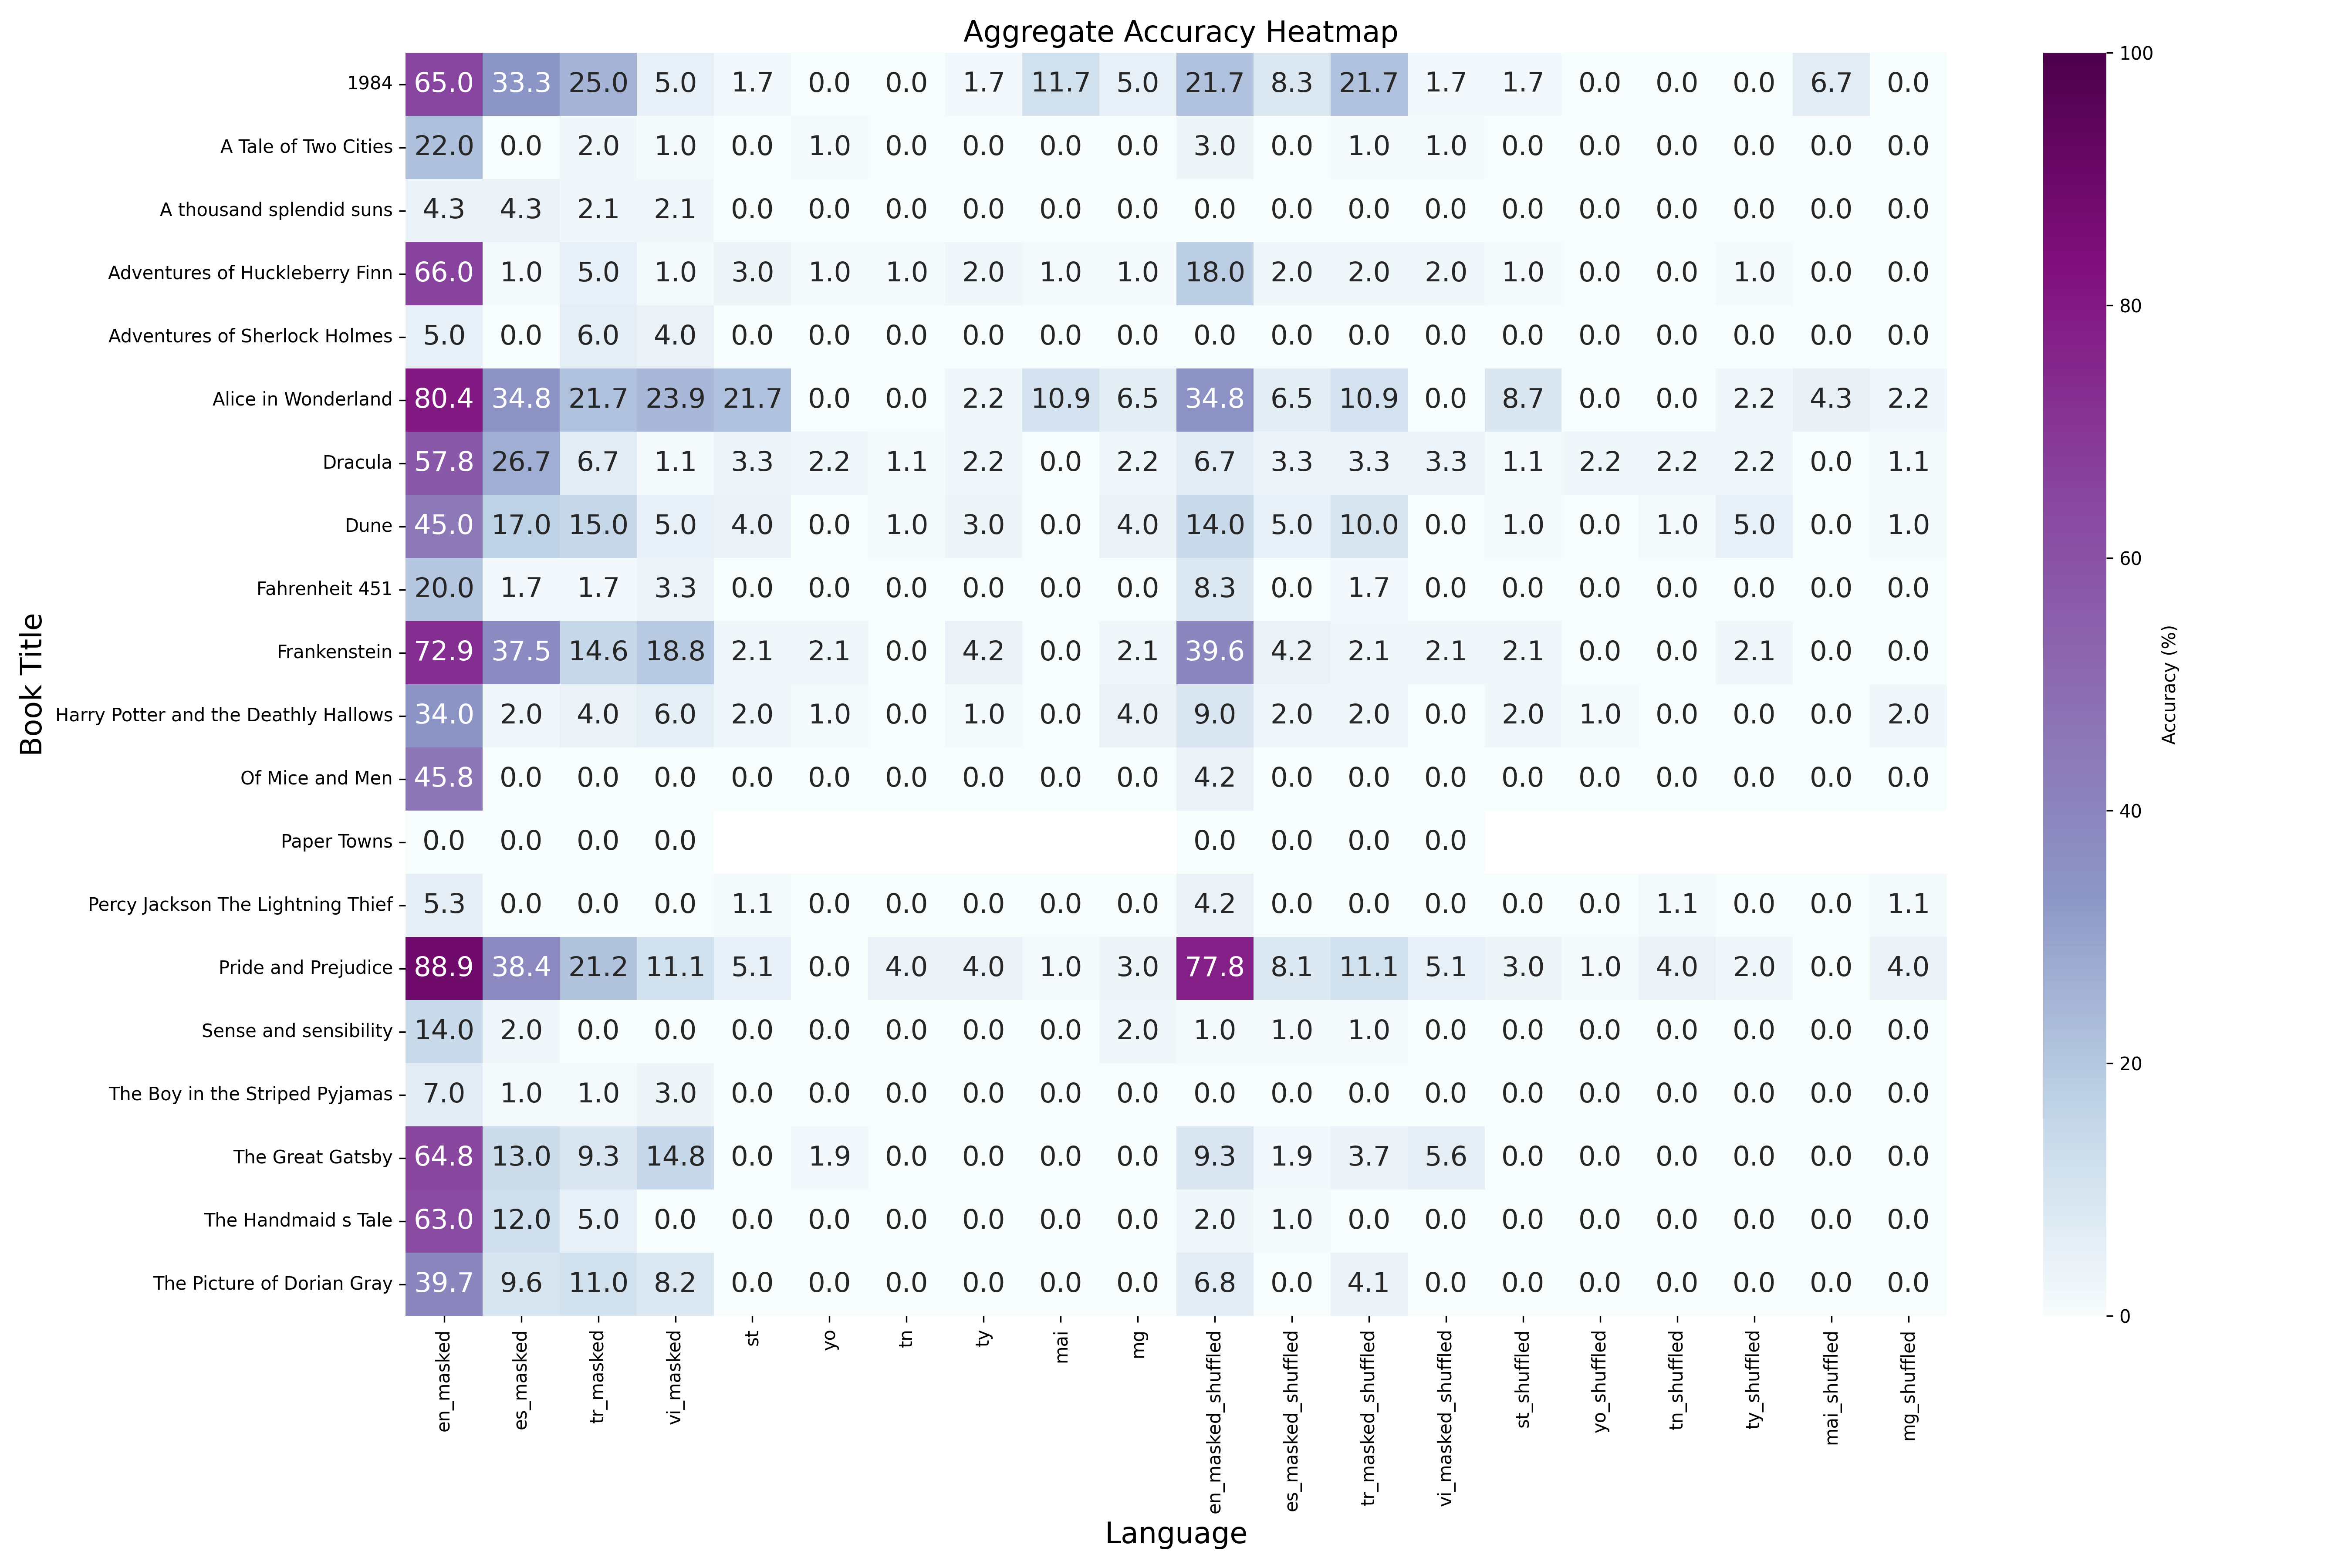 Aggregate Accuracy Heatmap
Book Title
1984 65.0 33.3 25.0 5.0 1.7 0.0 0.0 1.7 11.7 5.0 21.7 8.3 21.7 1.7 1.7 0.0 0.0 0.0 6.7 0.0
A Tale of Two Cities 22.0 0.0 2.0 1.0 0.0 1.0 0.0 0.0 0.0 0.0 3.0 0.0 1.0 1.0 0.0 0.0 0.0 0.0 0.0 0.0
A thousand splendid suns 4.3 4.3 2.1 2.1 0.0 0.0 0.0 0.0 0.0 0.0 0.0 0.0 0.0 0.0 0.0 0.0 0.0 0.0 0.0 0.0
Adventures of Huckleberry Finn 66.0 1.0 5.0 1.0 3.0 1.0 1.0 2.0 1.0 1.0 18.0 2.0 2.0 2.0 1.0 0.0 0.0 1.0 0.0 0.0
Adventures of Sherlock Holmes 5.0 0.0 6.0 4.0 0.0 0.0 0.0 0.0 0.0 0.0 0.0 0.0 0.0 0.0 0.0 0.0 0.0 0.0 0.0 0.0
Alice in Wonderland 80.4 34.8 21.7 23.9 21.7 0.0 0.0 2.2 10.9 6.5 34.8 6.5 10.9 0.0 8.7 0.0 0.0 2.2 4.3 2.2
Dracula 57.8 26.7 6.7 1.1 3.3 2.2 1.1 2.2 0.0 2.2 6.7 3.3 3.3 3.3 1.1 2.2 2.2 2.2 0.0 1.1
Dune 45.0 17.0 15.0 5.0 4.0 0.0 1.0 3.0 0.0 4.0 14.0 5.0 10.0 0.0 1.0 0.0 1.0 5.0 0.0 1.0
Fahrenheit 451 20.0 1.7 1.7 3.3 0.0 0.0 0.0 0.0 0.0 0.0 8.3 0.0 1.7 0.0 0.0 0.0 0.0 0.0 0.0 0.0
Frankenstein 72.9 37.5 14.6 18.8 2.1 2.1 0.0 4.2 0.0 2.1 39.6 4.2 2.1 2.1 2.1 0.0 0.0 2.1 0.0 0.0
Harry Potter and the Deathly Hallows 34.0 2.0 4.0 6.0 2.0 1.0 0.0 1.0 0.0 4.0 9.0 2.0 2.0 0.0 2.0 1.0 0.0 0.0 0.0 2.0
Of Mice and Men 45.8 0.0 0.0 0.0 0.0 0.0 0.0 0.0 0.0 0.0 4.2 0.0 0.0 0.0 0.0 0.0 0.0 0.0 0.0 0.0
Paper Towns 0.0 0.0 0.0 0.0 0.0 0.0 0.0 0.0
Percy Jackson The Lightning Thief 5.3 0.0 0.0 0.0 1.1 0.0 0.0 0.0 0.0 0.0 4.2 0.0 0.0 0.0 0.0 0.0 1.1 0.0 0.0 1.1
Pride and Prejudice 88.9 38.4 21.2 11.1 5.1 0.0 4.0 4.0 1.0 3.0 77.8 8.1 11.1 5.1 3.0 1.0 4.0 2.0 0.0 4.0
Sense and sensibility 14.0 2.0 0.0 0.0 0.0 0.0 0.0 0.0 0.0 2.0 1.0 1.0 1.0 0.0 0.0 0.0 0.0 0.0 0.0 0.0
The Boy in the Striped Pyjamas 7.0 1.0 1.0 3.0 0.0 0.0 0.0 0.0 0.0 0.0 0.0 0.0 0.0 0.0 0.0 0.0 0.0 0.0 0.0 0.0
The Great Gatsby 64.8 13.0 9.3 14.8 0.0 1.9 0.0 0.0 0.0 0.0 9.3 1.9 3.7 5.6 0.0 0.0 0.0 0.0 0.0 0.0
The Handmaid s Tale 63.0 12.0 5.0 0.0 0.0 0.0 0.0 0.0 0.0 0.0 2.0 1.0 0.0 0.0 0.0 0.0 0.0 0.0 0.0 0.0
The Picture of Dorian Gray 39.7 9.6 11.0 8.2 0.0 0.0 0.0 0.0 0.0 0.0 6.8 0.0 4.1 0.0 0.0 0.0 0.0 0.0 0.0 0.0
en_masked es_masked tr_masked vi_masked st yo tn ty mai mg en_masked_shuffled es_masked_shuffled tr_masked_shuffled vi_masked_shuffled st_shuffled yo_shuffled tn_shuffled ty_shuffled mai_shuffled mg_shuffled
Language
100
80
60
40
20
0
Accuracy (%)